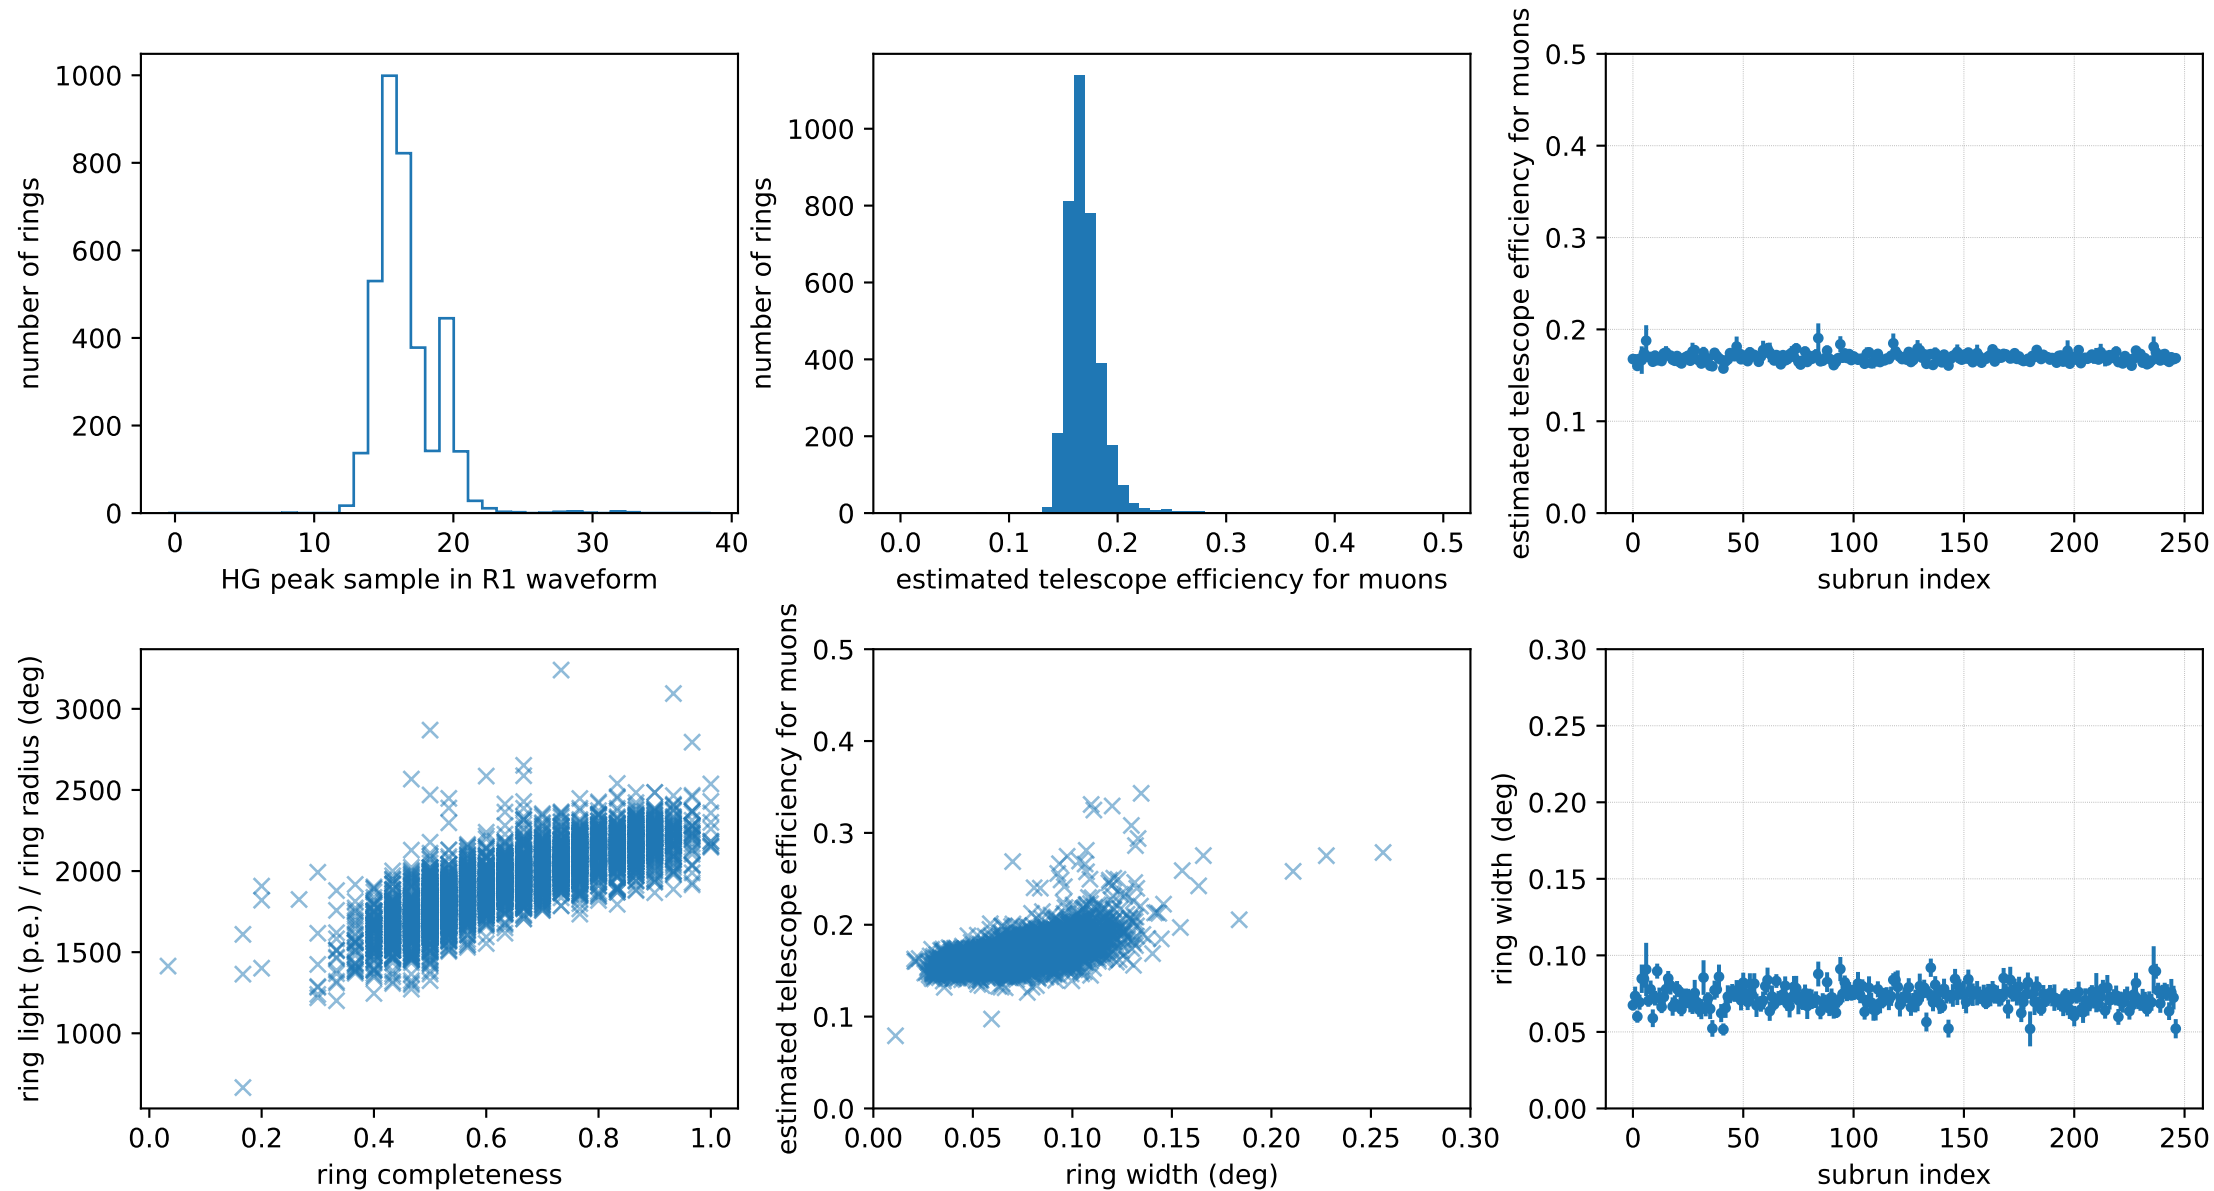 number of rings
1000
800
600
400
200
0
0 10 20 30 40
HG peak sample in R1 waveform
number of rings
1000
800
600
400
200
0
0.0 0.1 0.2 0.3 0.4 0.5
estimated telescope efficiency for muons
estimated telescope efficiency for muons
0.5
0.4
0.3
0.2
0.1
0.0
0 50 100 150 200 250
subrun index
ring light (p.e.) / ring radius (deg)
3000
2500
2000
1500
1000
0.0 0.2 0.4 0.6 0.8 1.0
ring completeness
estimated telescope efficiency for muons
0.5
0.4
0.3
0.2
0.1
0.0
0.00 0.05 0.10 0.15 0.20 0.25 0.30
ring width (deg)
ring width (deg)
0.30
0.25
0.20
0.15
0.10
0.05
0.00
0 50 100 150 200 250
subrun index